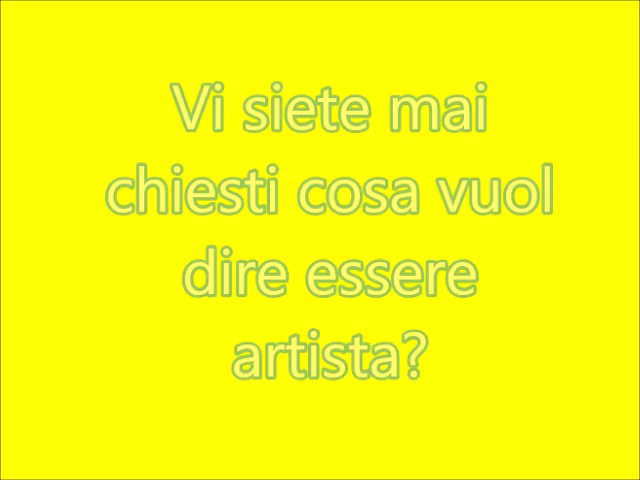 Vi siete mai
chiesti cosa vuol
dire essere
artista?